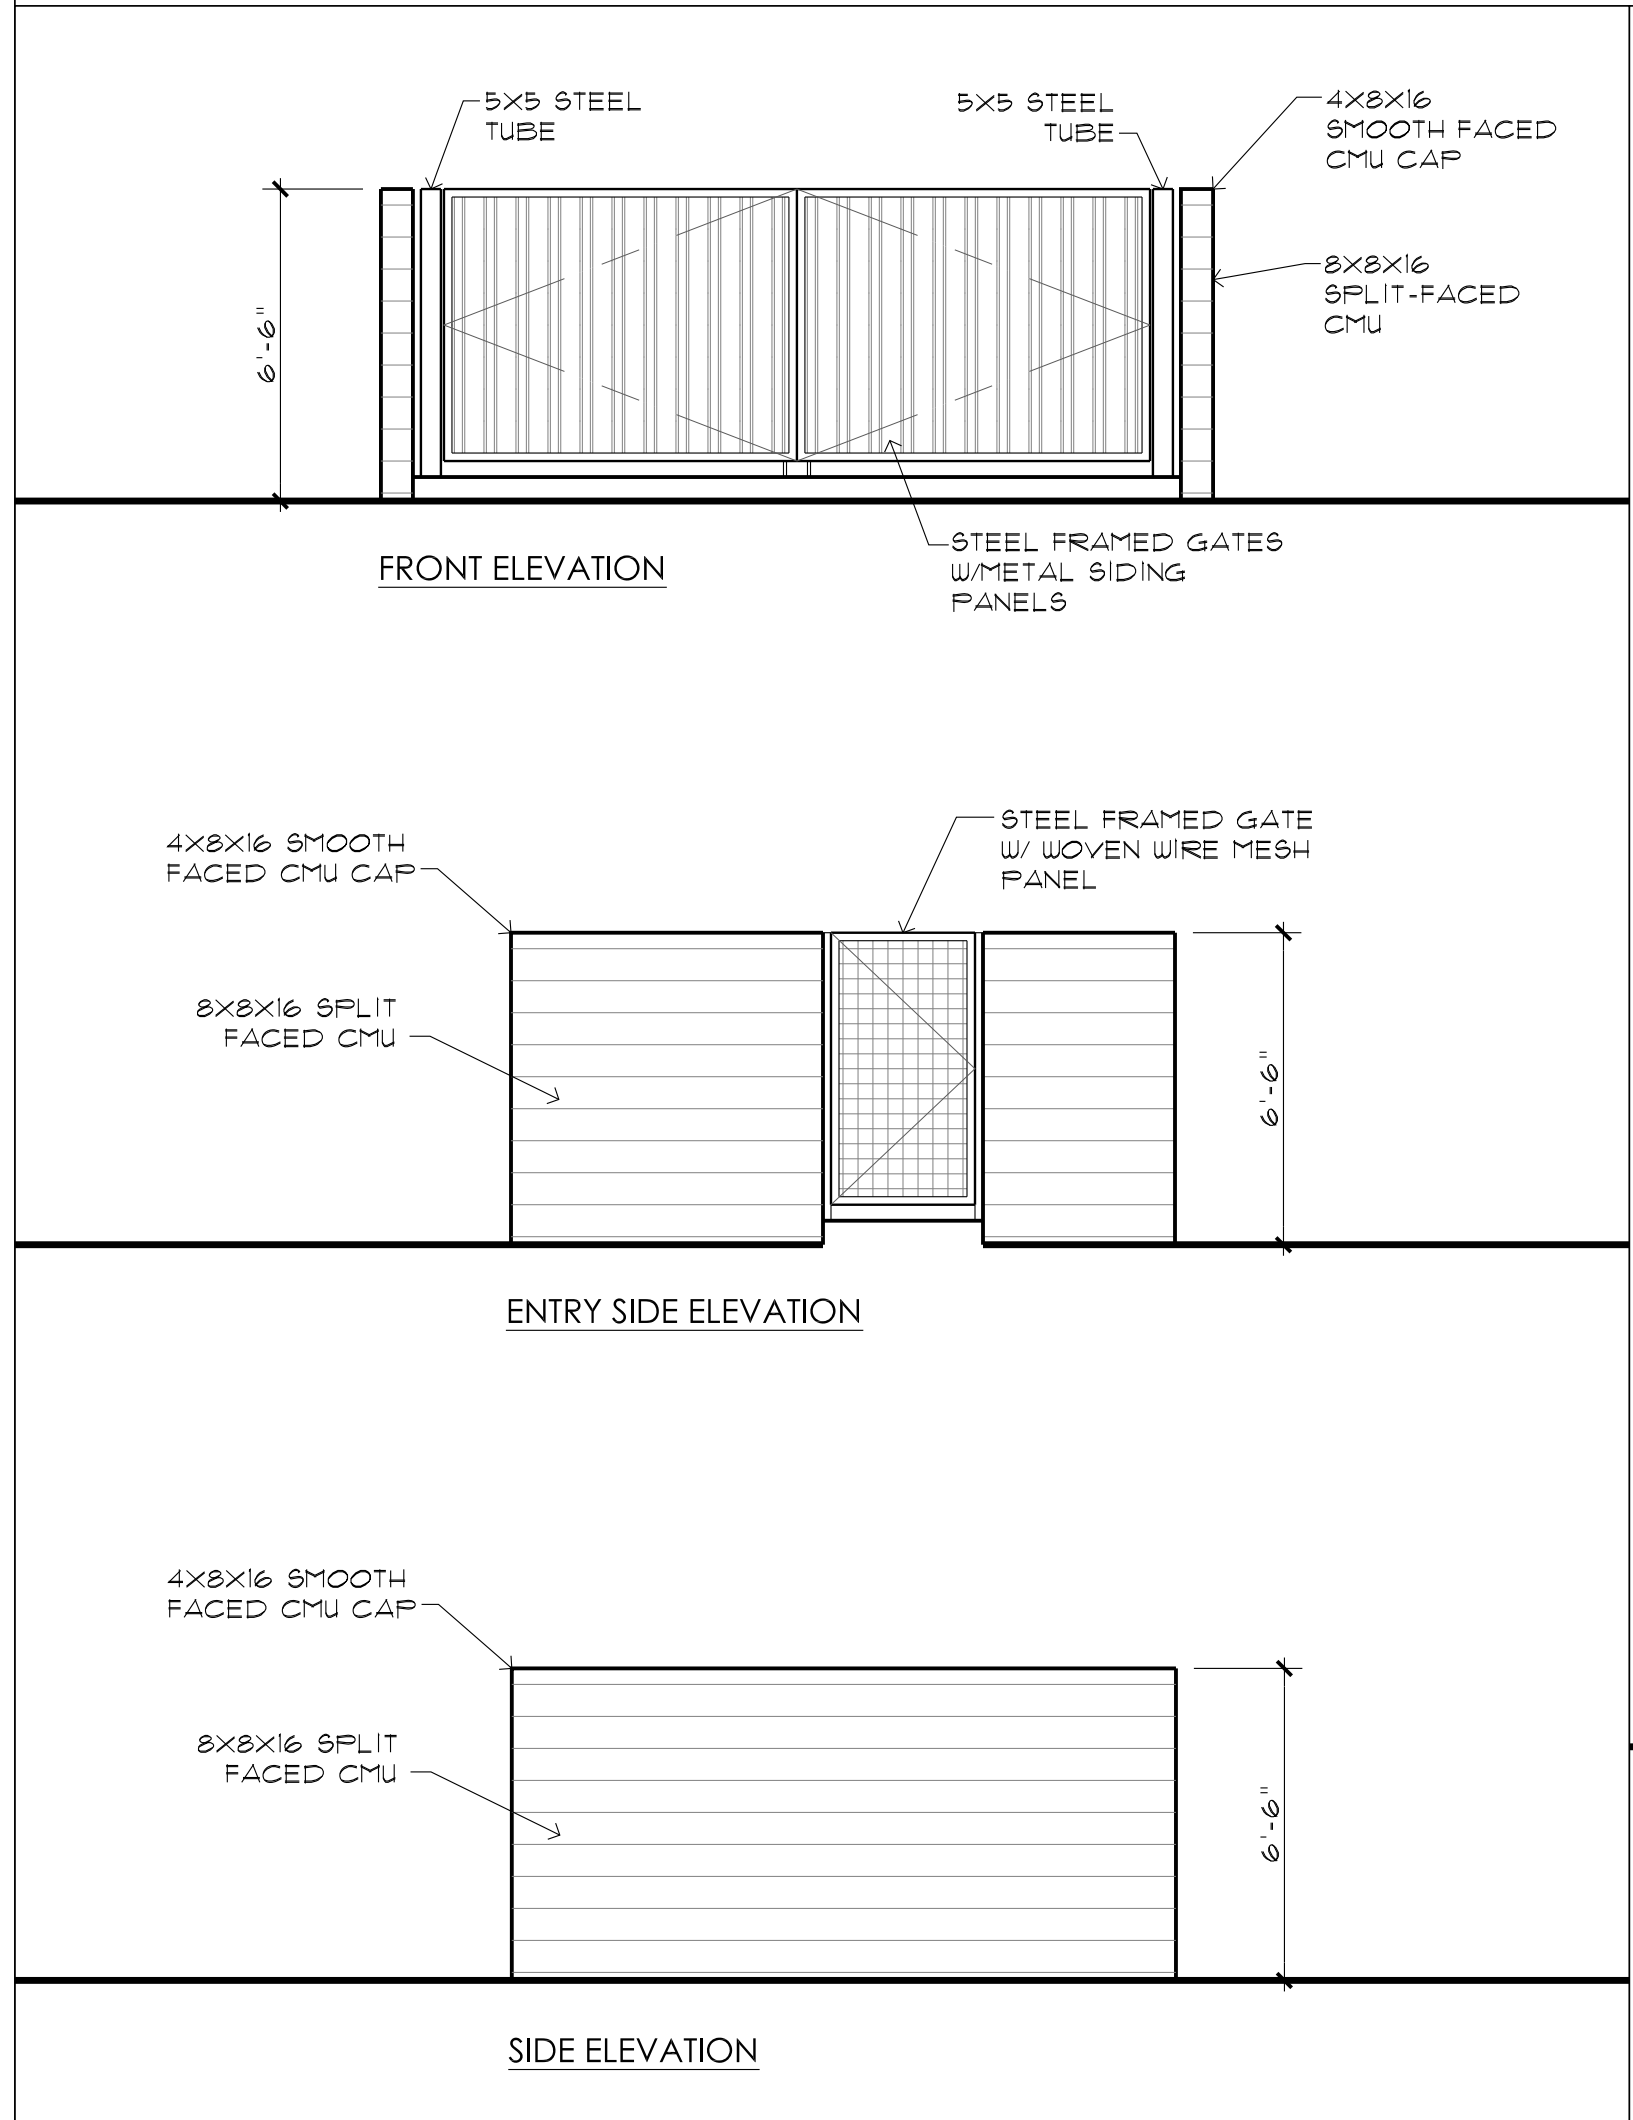 5X5 STEEL
TUBE
5X5 STEEL
TUBE
4X8X16
SMOOTH FACED
CMU CAP
8X8X16
SPLIT-FACED
CMU
6'-6"
STEEL FRAMED GATES
W/METAL SIDING
PANELS
FRONT ELEVATION
4X8X16 SMOOTH
FACED CMU CAP
STEEL FRAMED GATE
W/ WOVEN WIRE MESH
PANEL
8X8X16 SPLIT
FACED CMU
6'-6"
ENTRY SIDE ELEVATION
4X8X16 SMOOTH
FACED CMU CAP
8X8X16 SPLIT
FACED CMU
6'-6"
SIDE ELEVATION